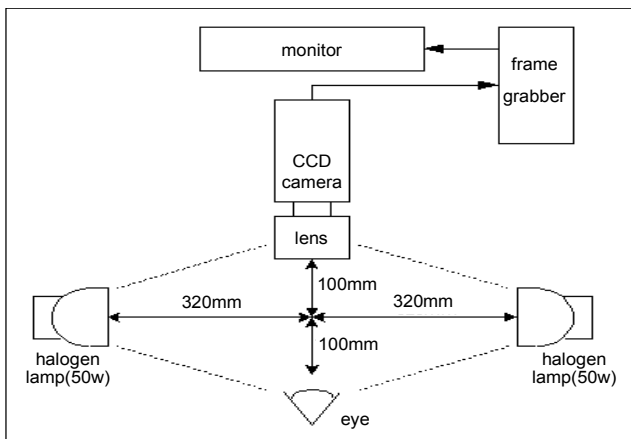 monitor
frame
grabber
CCD
camera
lens
100mm
320mm
320mm
100mm
halogen
lamp(50w)
halogen
lamp(50w)
eye